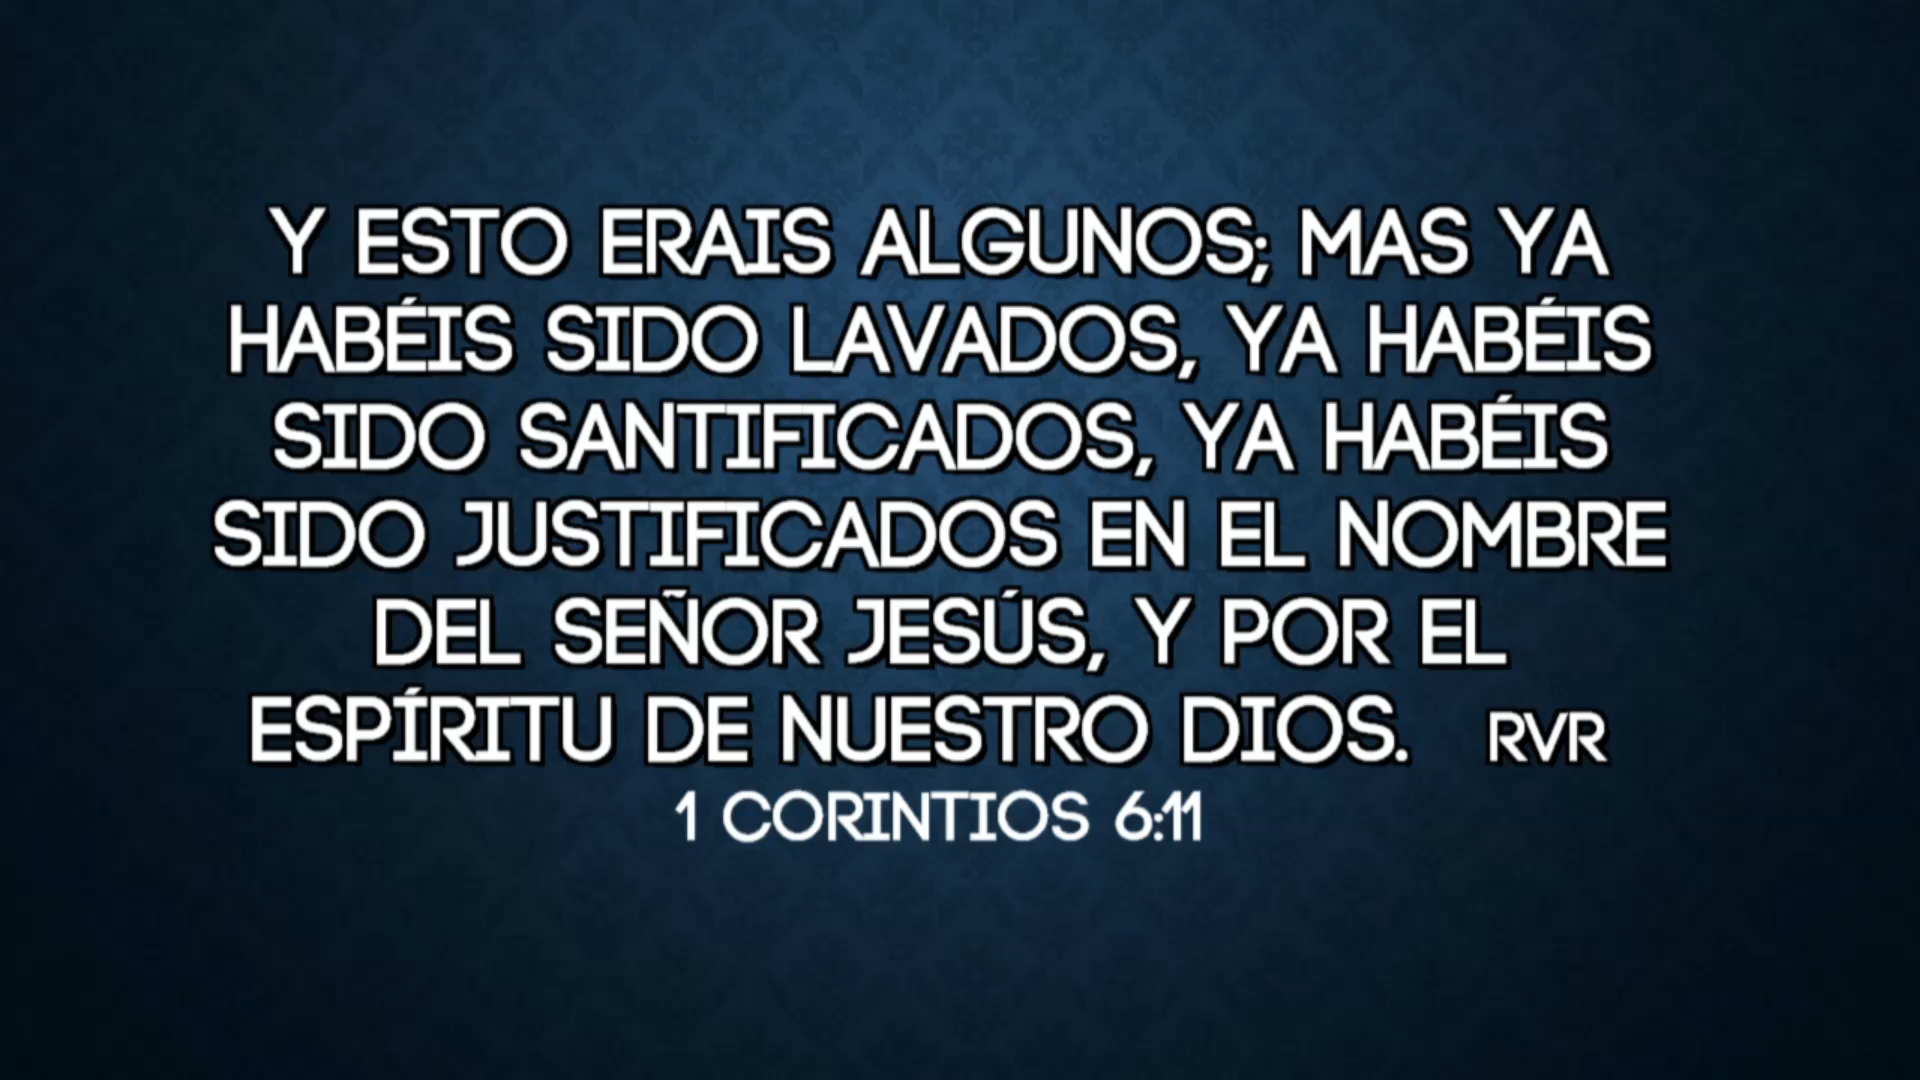 Y ESTO ERAIS ALGUNOS; MAS YA
HABÉIS SIDO LAVADOS, YA HABÉIS
SIDO SANTIFICADOS, YA HABÉIS
SIDO JUSTIFICADOS EN EL NOMBRE
DEL SEÑOR JESÚS, Y POR EL
ESPÍRITU DE NUESTRO DIOS. RVR
1 CORINTIOS 6:11